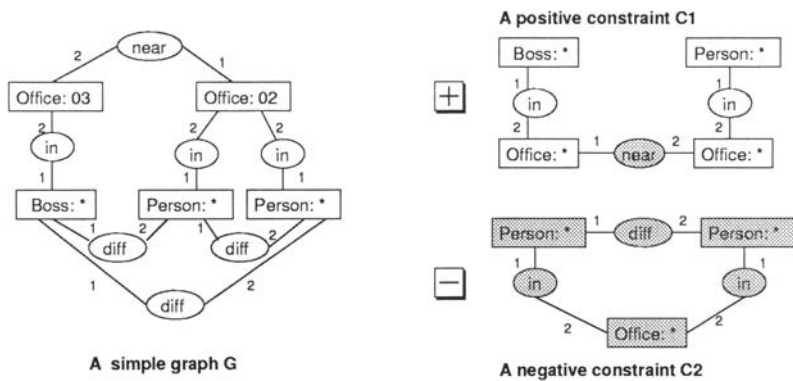 A positive constraint C1
2
near
1
Boss: *
Person: *
Office: 03
Office: 02
+
1
1
in
in
2
2
2
2
2
in
in
in
Office: *
1
near
2
Office: *
1
1
1
Boss: *
Person: *
Person: *
Person: *
1
diff
2
Person: *
1
diff
2
1
diff
2
1
1
in
in
1
diff
2
−
2
Office: *
2
A simple graph G
A negative constraint C2